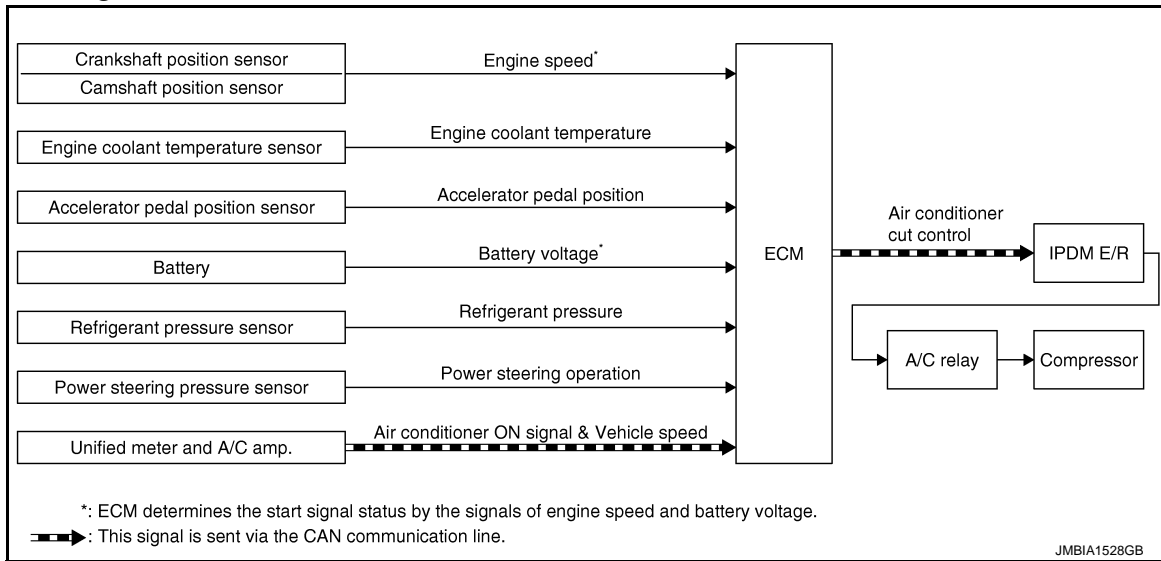 Crankshaft position sensor
Camshaft position sensor
Engine speed*
Engine coolant temperature sensor
Engine coolant temperature
Accelerator pedal position sensor
Accelerator pedal position
Battery
Battery voltage*
Refrigerant pressure sensor
Refrigerant pressure
Power steering pressure sensor
Power steering operation
Unified meter and A/C amp.
Air conditioner ON signal & Vehicle speed
ECM
Air conditioner
cut control
IPDM E/R
A/C relay
Compressor
*: ECM determines the start signal status by the signals of engine speed and battery voltage.
: This signal is sent via the CAN communication line.
JMBIA1528GB